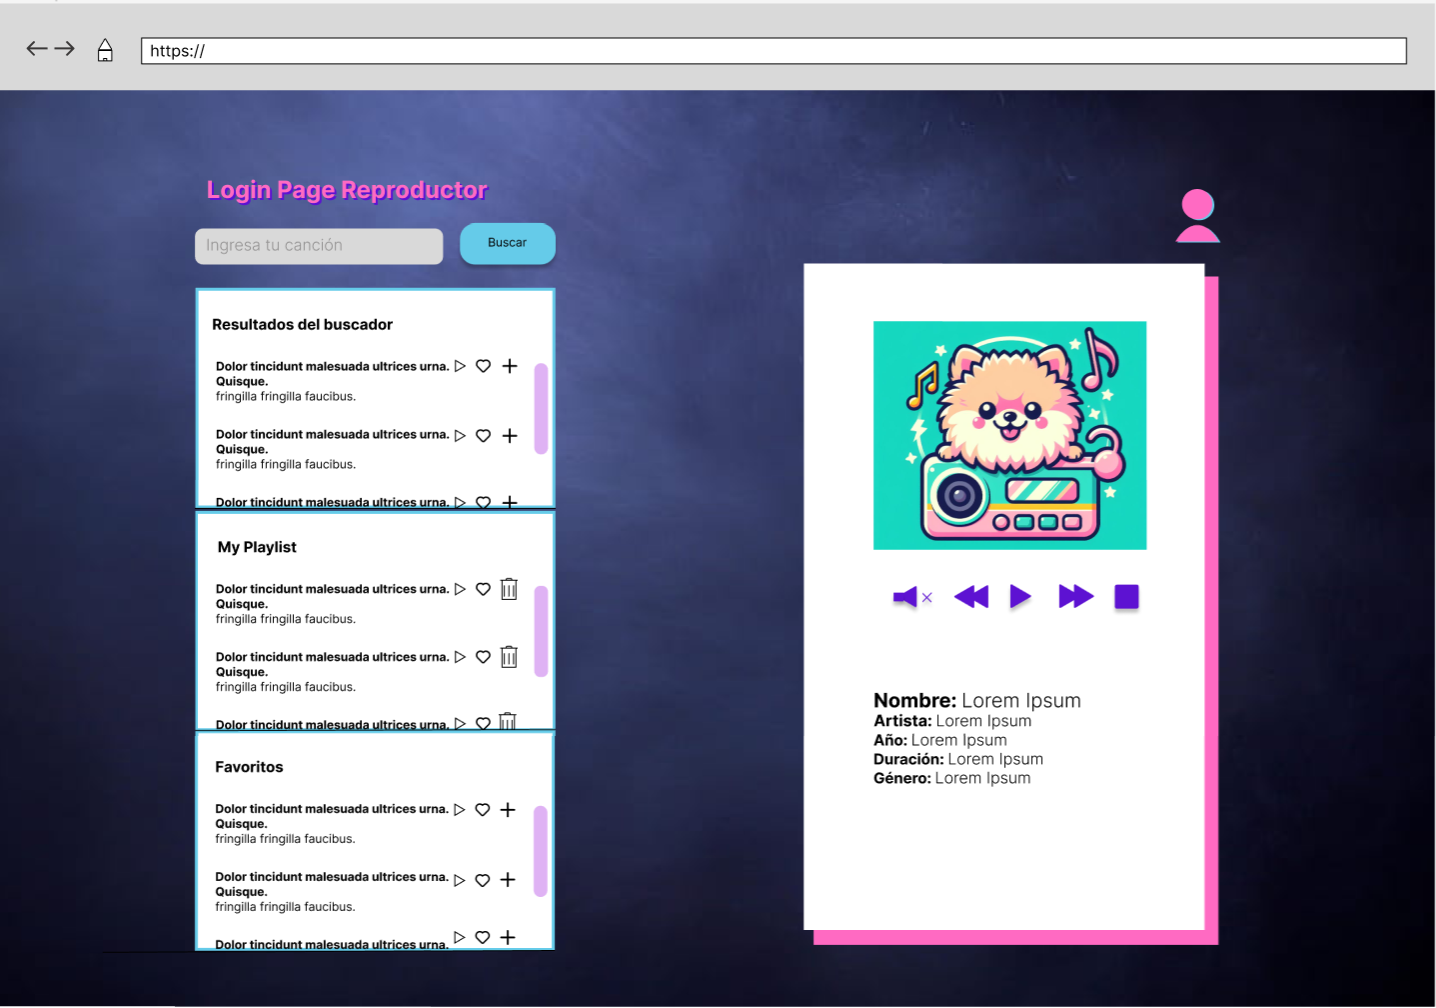 https://
Login Page Reproductor
Ingresa tu canción
Buscar
Resultados del buscador
Dolor tincidunt malesuada ultrices urna.
Quisque.
fringilla fringilla faucibus.
Dolor tincidunt malesuada ultrices urna.
Quisque.
fringilla fringilla faucibus.
Dolor tincidunt malesuada ultrices urna.
My Playlist
Dolor tincidunt malesuada ultrices urna.
Quisque.
fringilla fringilla faucibus.
Dolor tincidunt malesuada ultrices urna.
Quisque.
fringilla fringilla faucibus.
Dolor tincidunt malesuada ultrices urna.
Favoritos
Dolor tincidunt malesuada ultrices urna.
Quisque.
fringilla fringilla faucibus.
Dolor tincidunt malesuada ultrices urna.
Quisque.
fringilla fringilla faucibus.
Dolor tincidunt malesuada ultrices urna.
Nombre: Lorem Ipsum
Artista: Lorem Ipsum
Año: Lorem Ipsum
Duración: Lorem Ipsum
Género: Lorem Ipsum